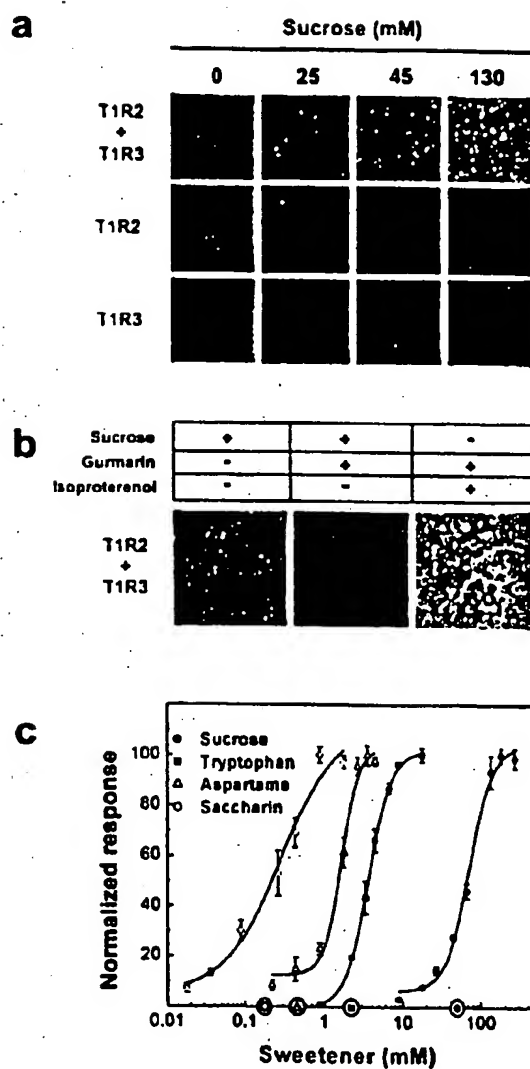 a
Sucrose (mM)
0 25 45 130
T1R2
+
T1R3
T1R2
T1R3
b
Sucrose + + -
Gurmarin - + +
Isoproterenol - - +
T1R2
+
T1R3
c
Sucrose
Tryptophan
Aspartame
Saccharin
Normalized response
100
80
60
40
20
0.01 0.1 1 10 100
Sweetener (mM)